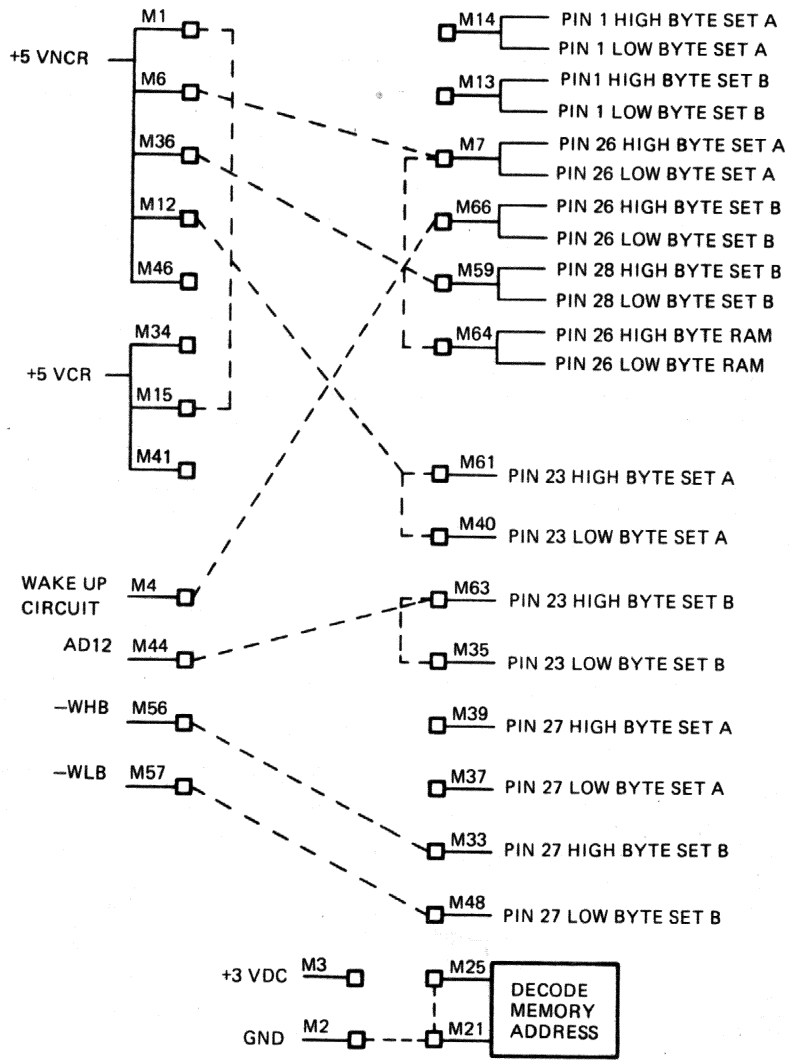 M1
+5 VNCR
M6
M36
M12
M46
M34
+5 VCR
M15
M41
WAKE UP
CIRCUIT
M4
AD12
M44
–WHB
M56
–WLB
M57
M14
PIN 1 HIGH BYTE SET A
PIN 1 LOW BYTE SET A
M13
PIN1 HIGH BYTE SET B
PIN 1 LOW BYTE SET B
M7
PIN 26 HIGH BYTE SET A
PIN 26 LOW BYTE SET A
M66
PIN 26 HIGH BYTE SET B
PIN 26 LOW BYTE SET B
M59
PIN 28 HIGH BYTE SET B
PIN 28 LOW BYTE SET B
M64
PIN 26 HIGH BYTE RAM
PIN 26 LOW BYTE RAM
M61
PIN 23 HIGH BYTE SET A
M40
PIN 23 LOW BYTE SET A
M63
PIN 23 HIGH BYTE SET B
M35
PIN 23 LOW BYTE SET B
M39
PIN 27 HIGH BYTE SET A
M37
PIN 27 LOW BYTE SET A
M33
PIN 27 HIGH BYTE SET B
M48
PIN 27 LOW BYTE SET B
+3 VDC
M3
GND
M2
M25
M21
DECODE
MEMORY
ADDRESS